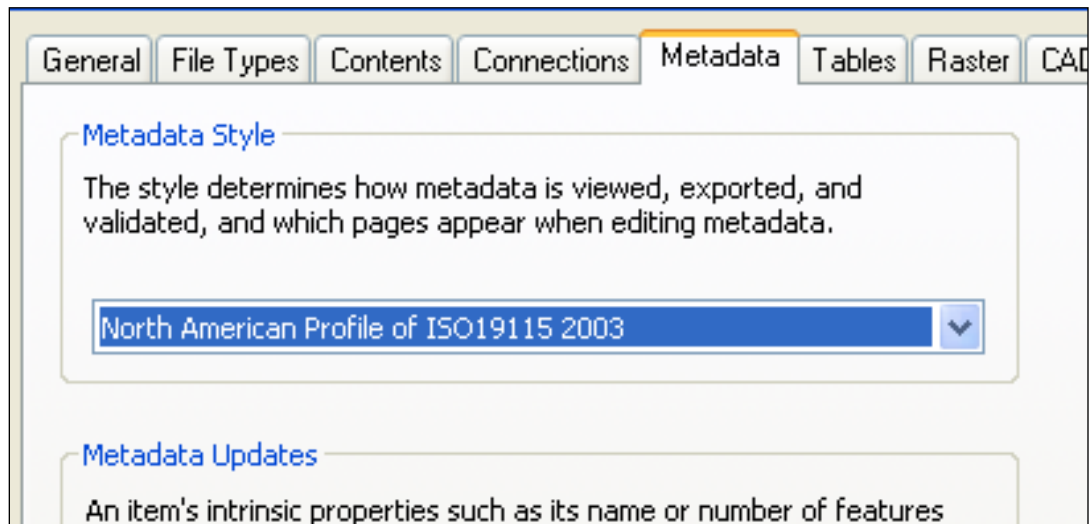 General File Types Contents Connections Metadata Tables Raster CAD
Metadata Style
The style determines how metadata is viewed, exported, and
validated, and which pages appear when editing metadata.
North American Profile of ISO19115 2003
Metadata Updates
An item's intrinsic properties such as its name or number of features